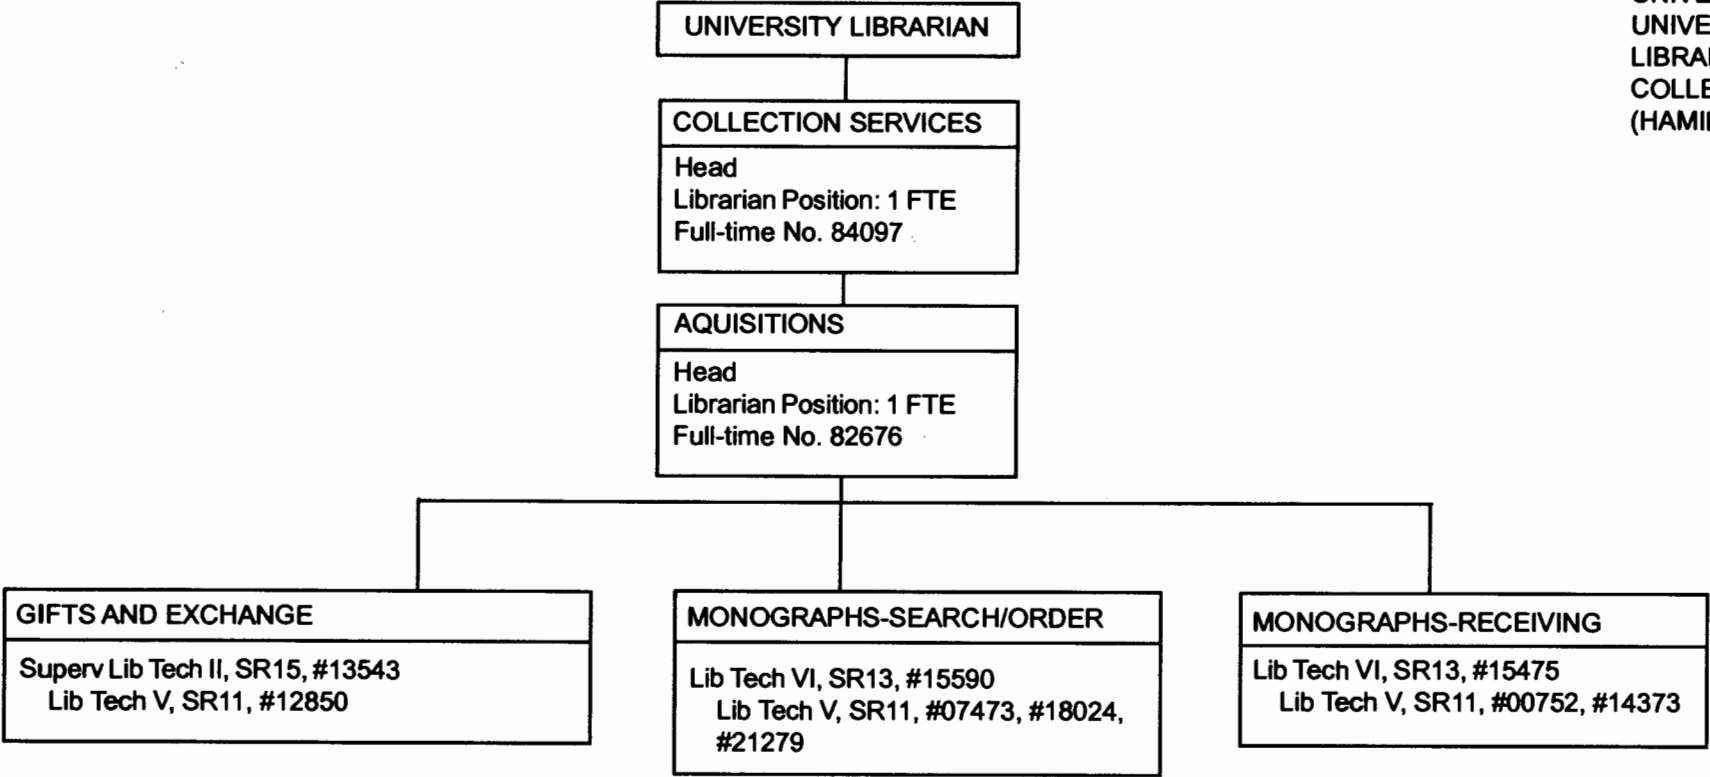 UNIVERSITY LIBRARIAN
COLLECTION SERVICES
Head
Librarian Position: 1 FTE
Full-time No. 84097
AQUISITIONS
Head
Librarian Position: 1 FTE
Full-time No. 82676
GIFTS AND EXCHANGE
Superv Lib Tech II, SR15, #13543
Lib Tech V, SR11, #12850
MONOGRAPHS-SEARCH/ORDER
Lib Tech VI, SR13, #15590
Lib Tech V, SR11, #07473, #18024,
#21279
MONOGRAPHS-RECEIVING
Lib Tech VI, SR13, #15475
Lib Tech V, SR11, #00752, #14373